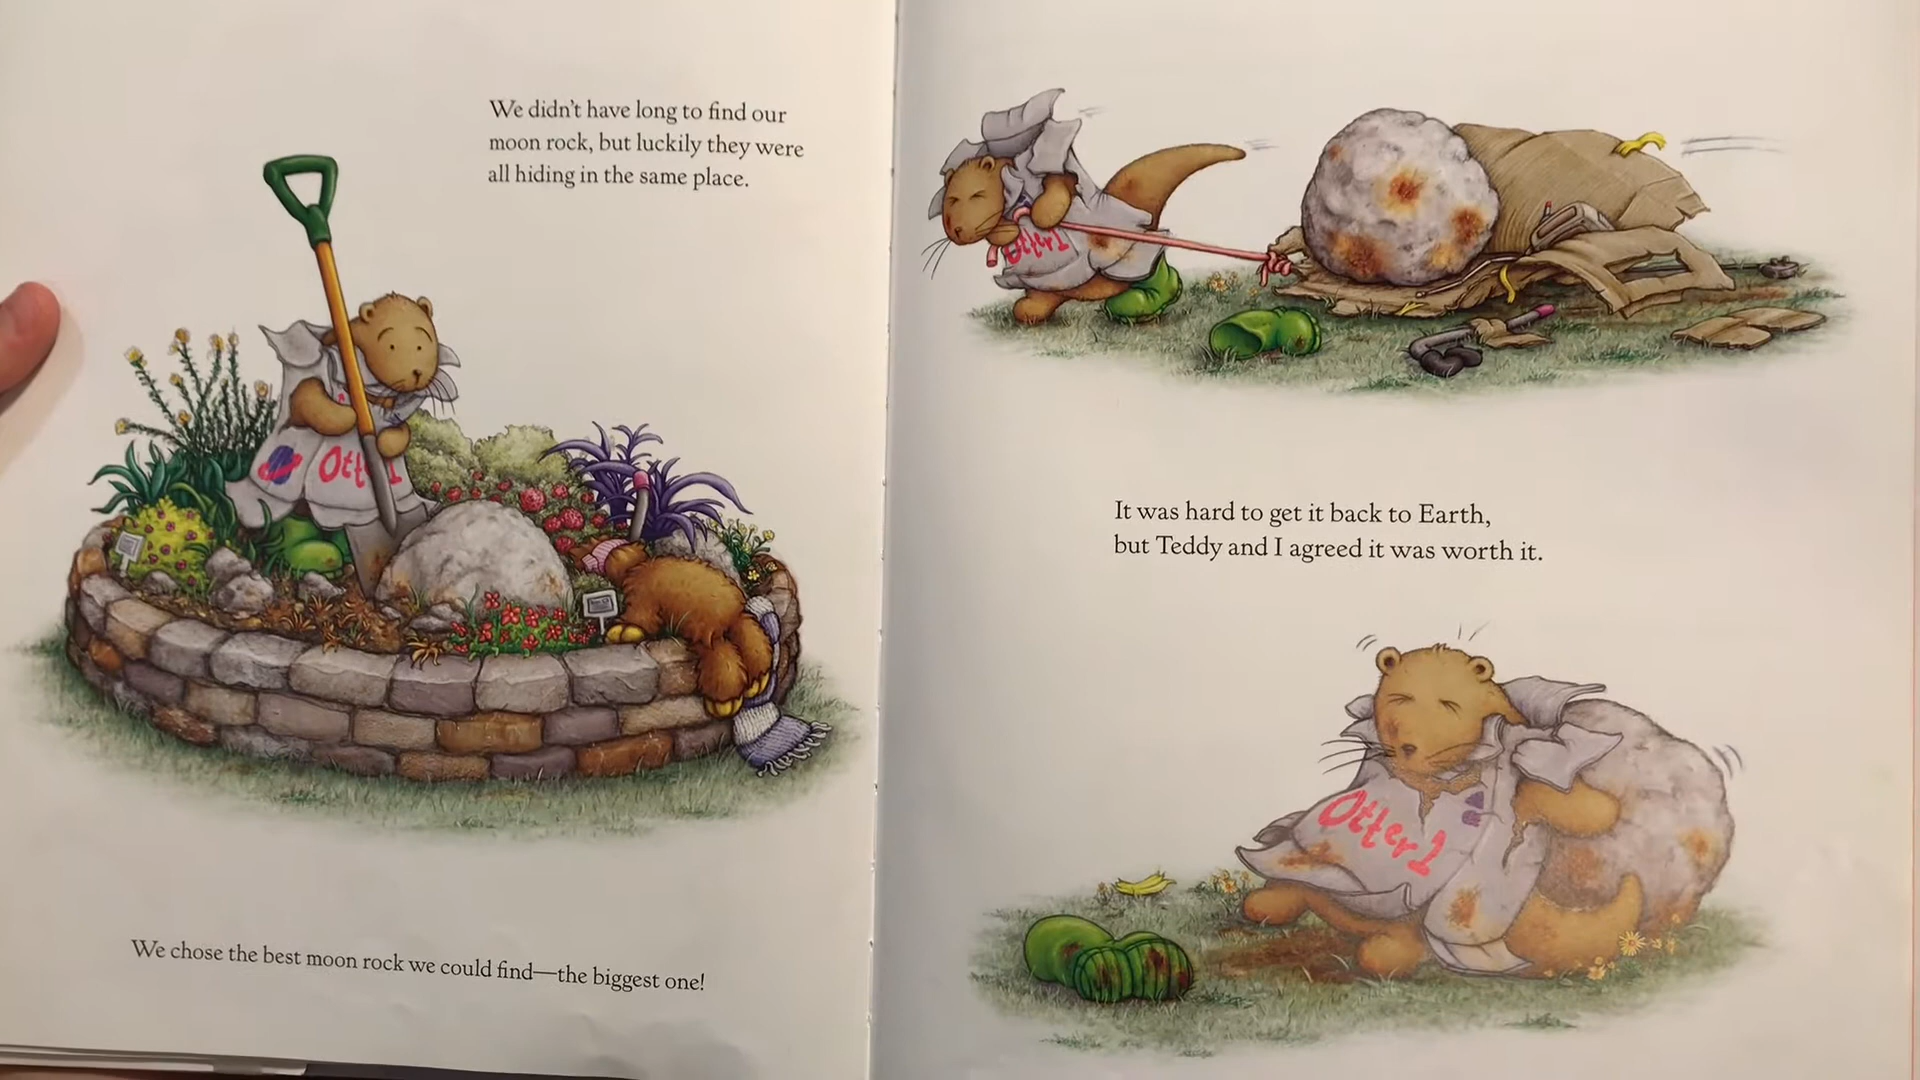 We didn't have long to find our
moon rock, but luckily they were
all hiding in the same place.
Ott 1
We chose the best moon rock we could find—the biggest one!
Otter1
It was hard to get it back to Earth,
but Teddy and I agreed it was worth it.
Otter1